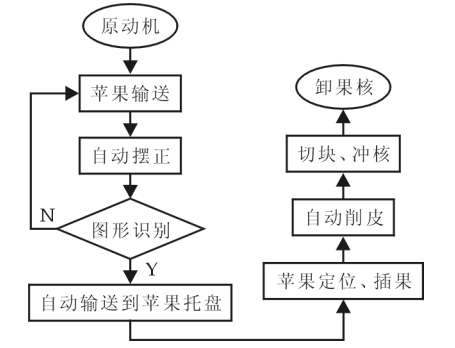 原动机
苹果输送
自动摆正
图形识别
N
Y
自动输送到苹果托盘
苹果定位、插果
自动削皮
切块、冲核
卸果核